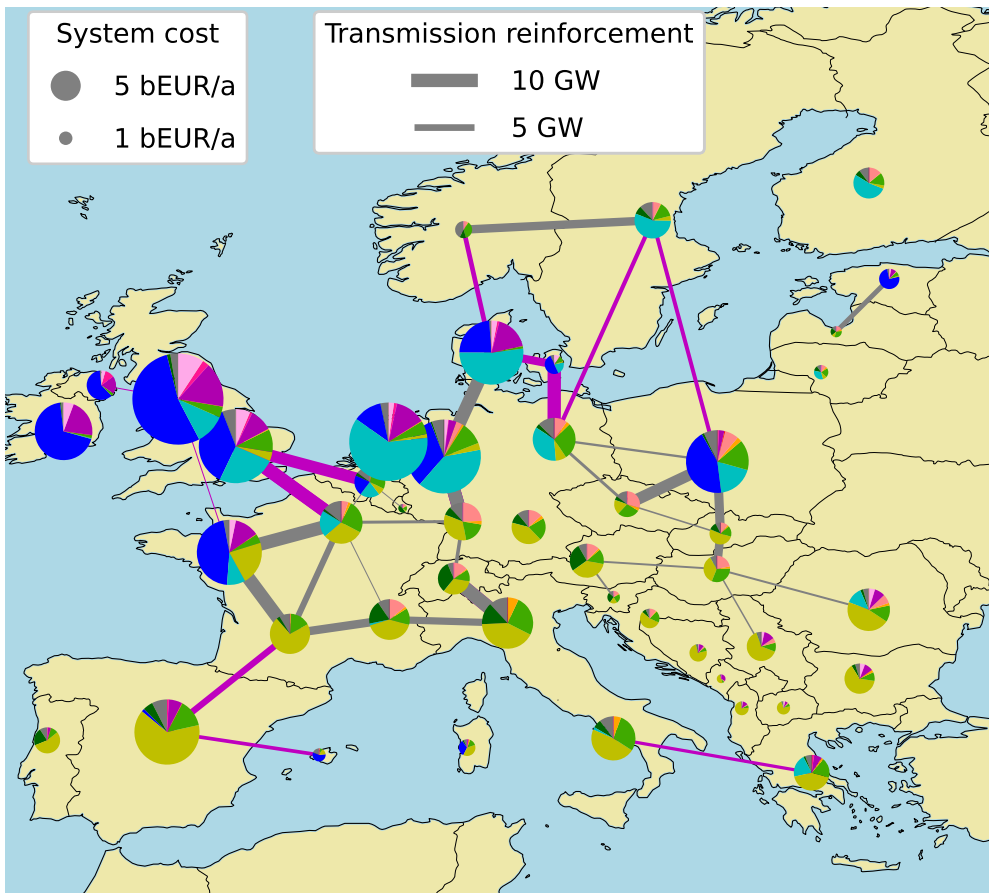 System cost
5 bEUR/a
1 bEUR/a
Transmission reinforcement
10 GW
5 GW